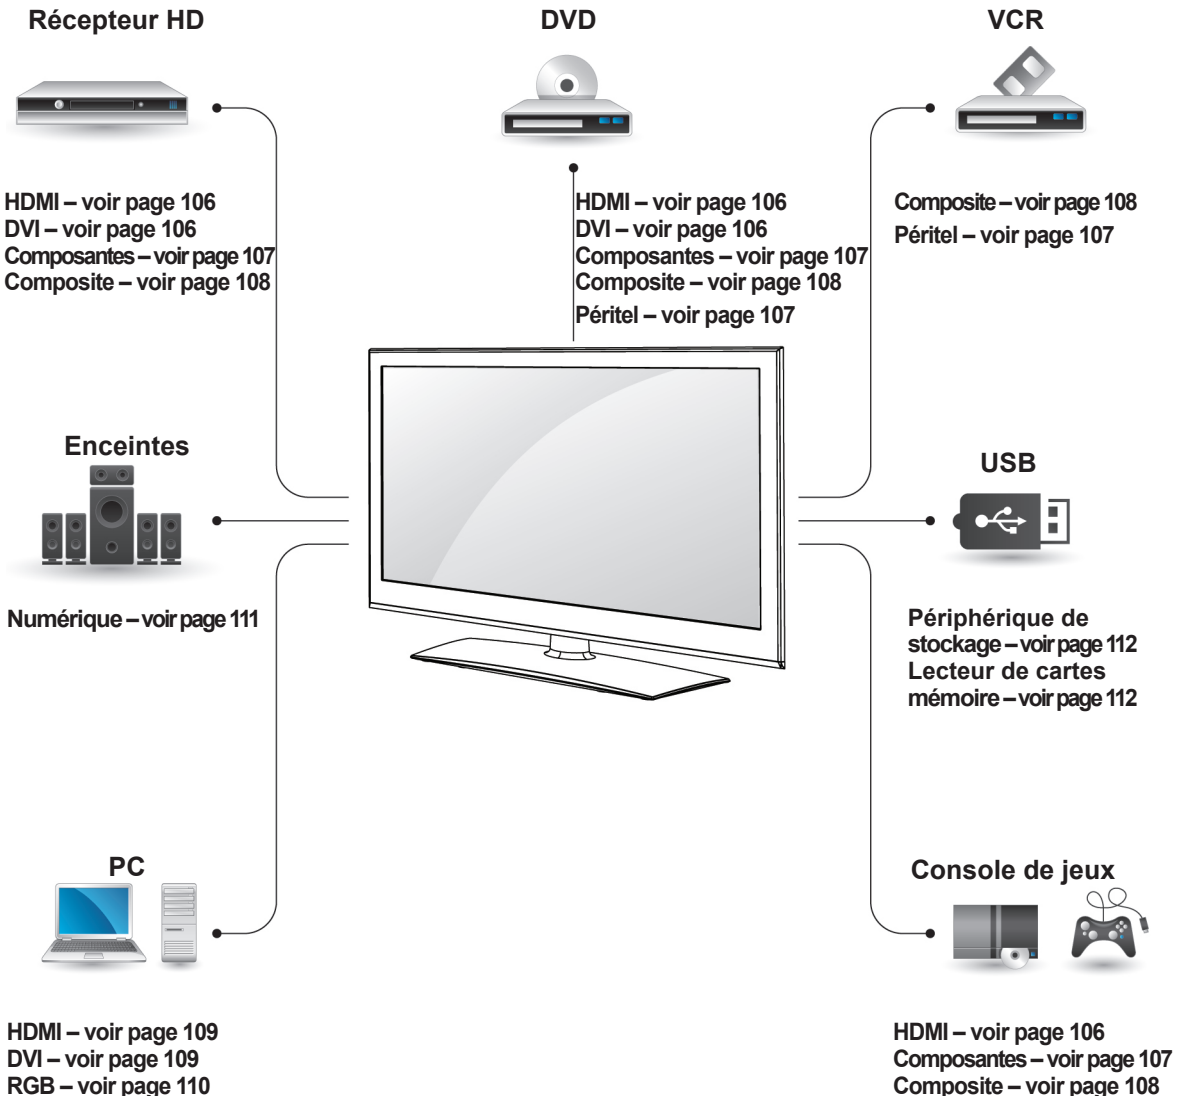 Récepteur HD
HDMI – voir page 106
DVI – voir page 106
Composantes – voir page 107
Composite – voir page 108
DVD
HDMI – voir page 106
DVI – voir page 106
Composantes – voir page 107
Composite – voir page 108
Péritel – voir page 107
VCR
Composite – voir page 108
Péritel – voir page 107
Enceintes
Numérique – voir page 111
USB
Périphérique de
stockage – voir page 112
Lecteur de cartes
mémoire – voir page 112
PC
HDMI – voir page 109
DVI – voir page 109
RGB – voir page 110
Console de jeux
HDMI – voir page 106
Composantes – voir page 107
Composite – voir page 108